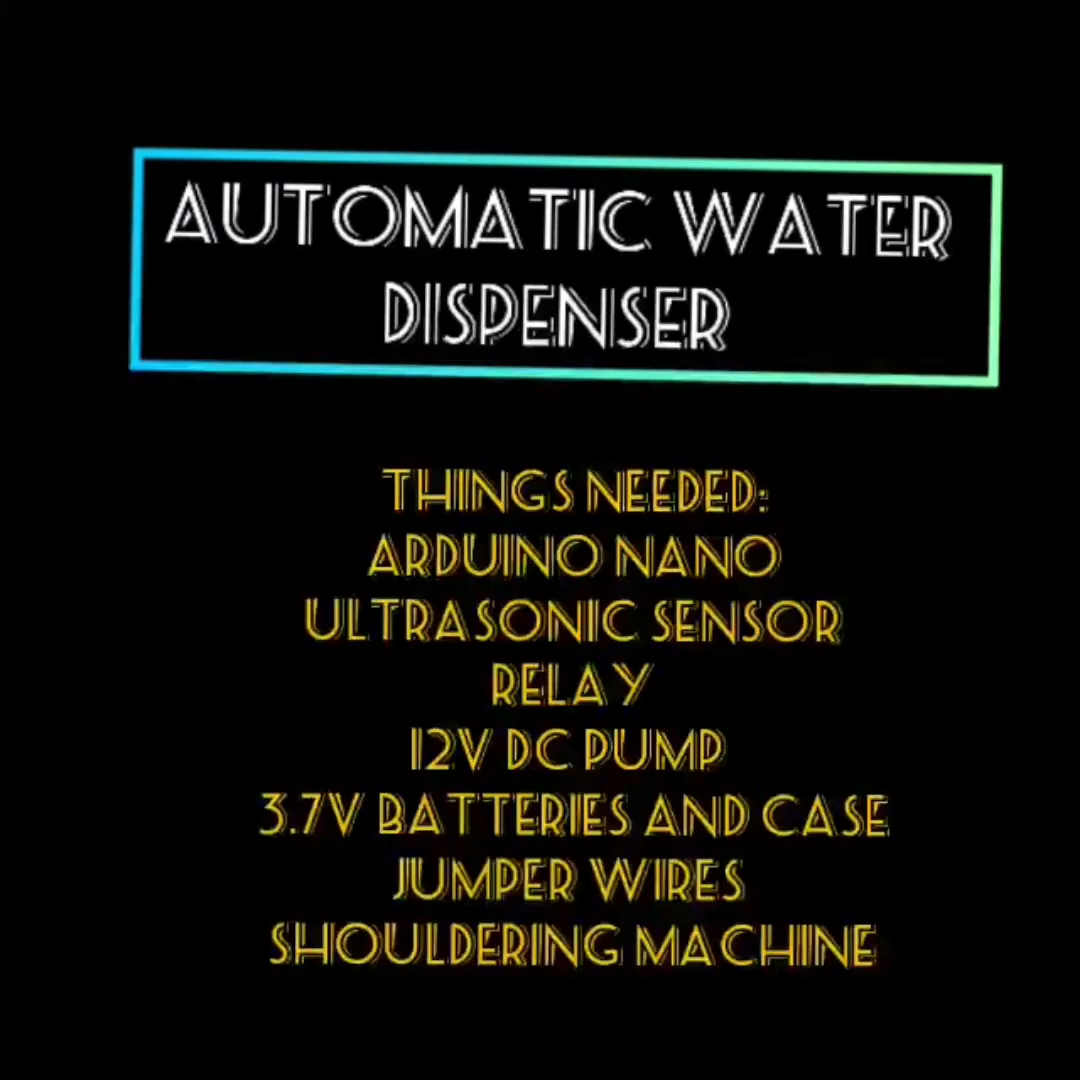 AUTOMATIC WATER
DISPENSER
THINGS NEEDED:
ARDUINO NANO
ULTRASONIC SENSOR
RELAY
12V DC PUMP
3.7V BATTERIES AND CASE
JUMPER WIRES
SHOULDERING MACHINE